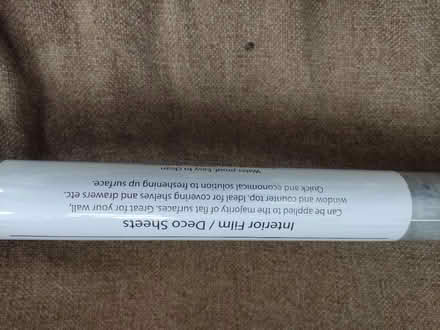 Interior Film / Deco Sheets
Can be applied to the majority of flat surfaces. Great for your wall,
window and counter top, Ideal for covering shelves and drawers etc
Quick and economical solution to freshening up surface.
Water proof, Easy to clean